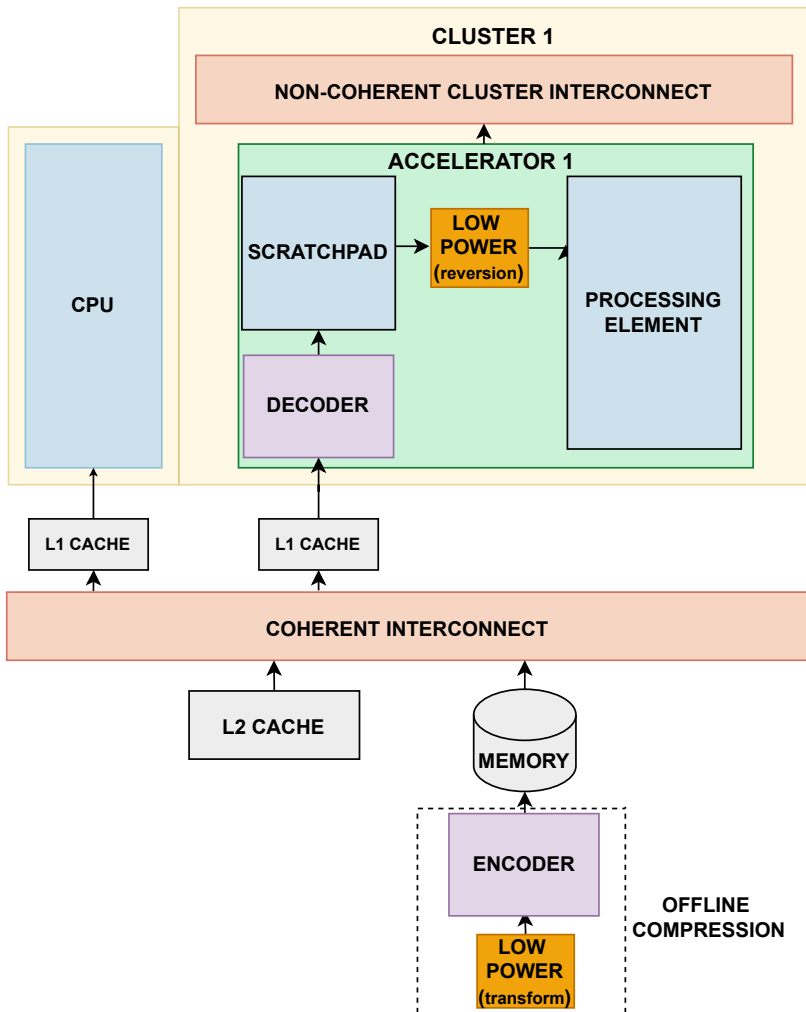 CLUSTER 1
NON-COHERENT CLUSTER INTERCONNECT
ACCELERATOR 1
CPU
SCRATCHPAD
LOW
POWER
(reversion)
PROCESSING
ELEMENT
DECODER
L1 CACHE
L1 CACHE
COHERENT INTERCONNECT
L2 CACHE
MEMORY
ENCODER
OFFLINE
COMPRESSION
LOW
POWER
(transform)